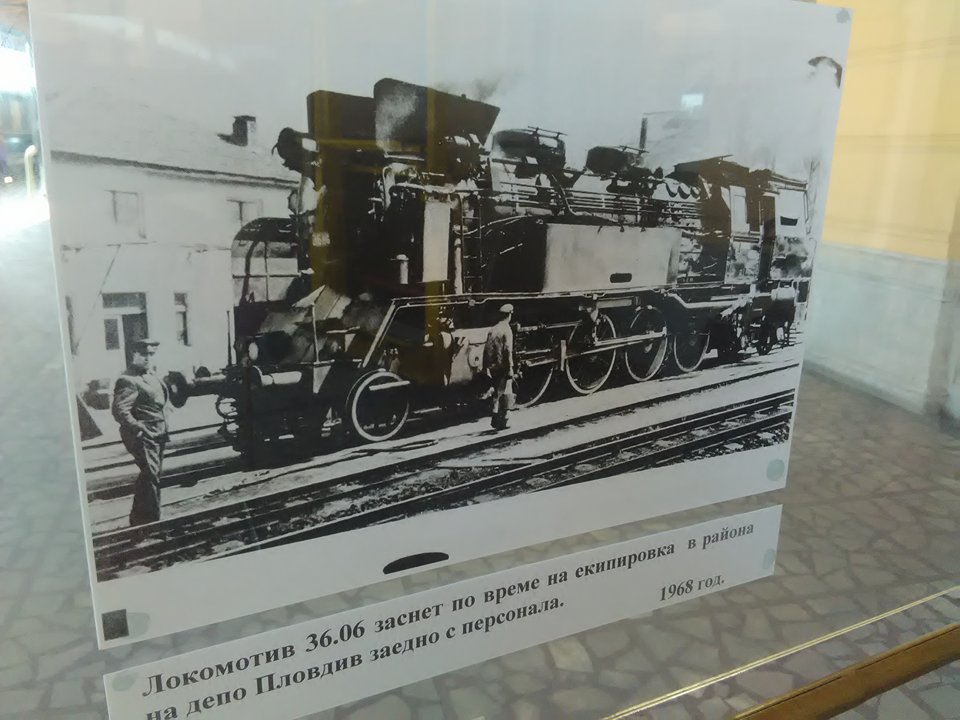 Локомотив 36.06 заснет по време на екипировка в района
на депо Пловдив заедно с персонала.
1968 год.